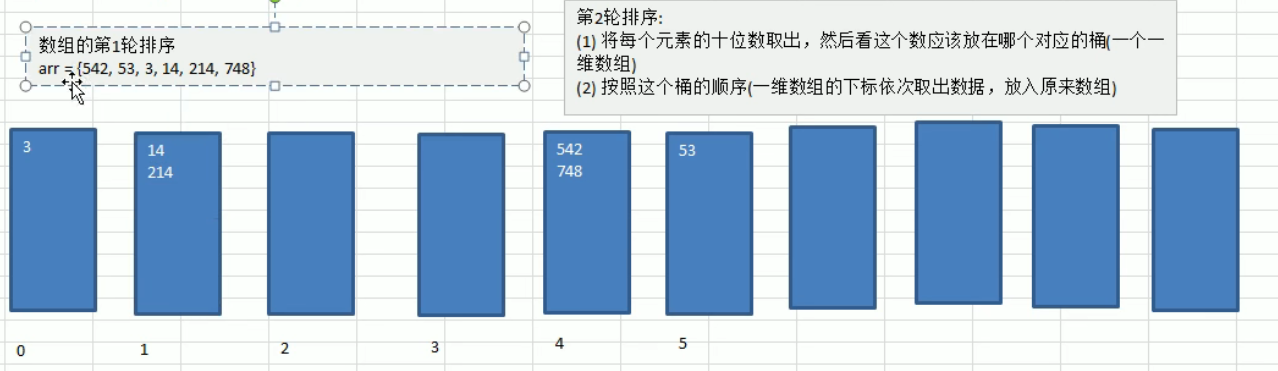 数组的第1轮排序
arr = {542, 53, 3, 14, 214, 748}
第2轮排序:
(1) 将每个元素的十位数取出，然后看这个数应该放在哪个对应的桶(一个一
维数组)
(2) 按照这个桶的顺序(一维数组的下标依次取出数据，放入原来数组)
3
14
214
542
748
53
0
1
2
3
4
5